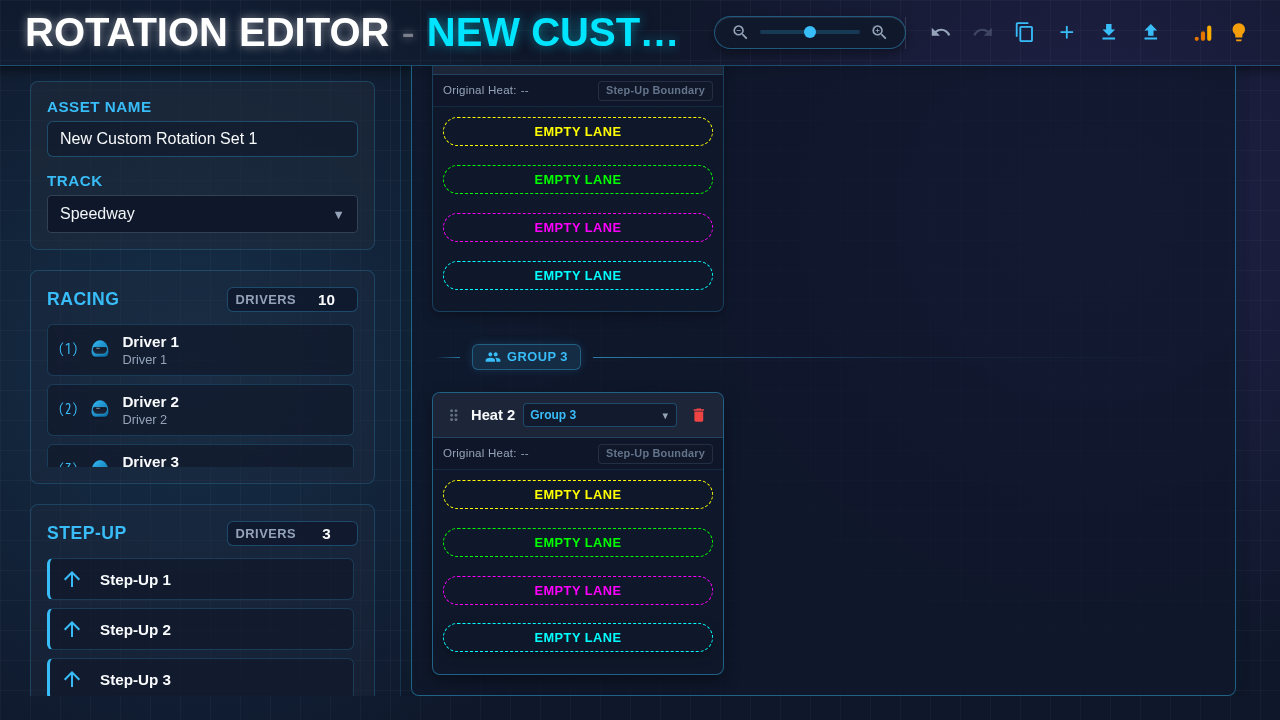 ROTATION EDITOR - NEW CUST...
ASSET NAME
New Custom Rotation Set 1
TRACK
Speedway
RACING
DRIVERS 10
(1) Driver 1
Driver 1
(2) Driver 2
Driver 2
(3) Driver 3
STEP-UP
DRIVERS 3
Step-Up 1
Step-Up 2
Step-Up 3
Original Heat: --
Step-Up Boundary
EMPTY LANE
EMPTY LANE
EMPTY LANE
EMPTY LANE
GROUP 3
Heat 2
Group 3
Original Heat: --
Step-Up Boundary
EMPTY LANE
EMPTY LANE
EMPTY LANE
EMPTY LANE